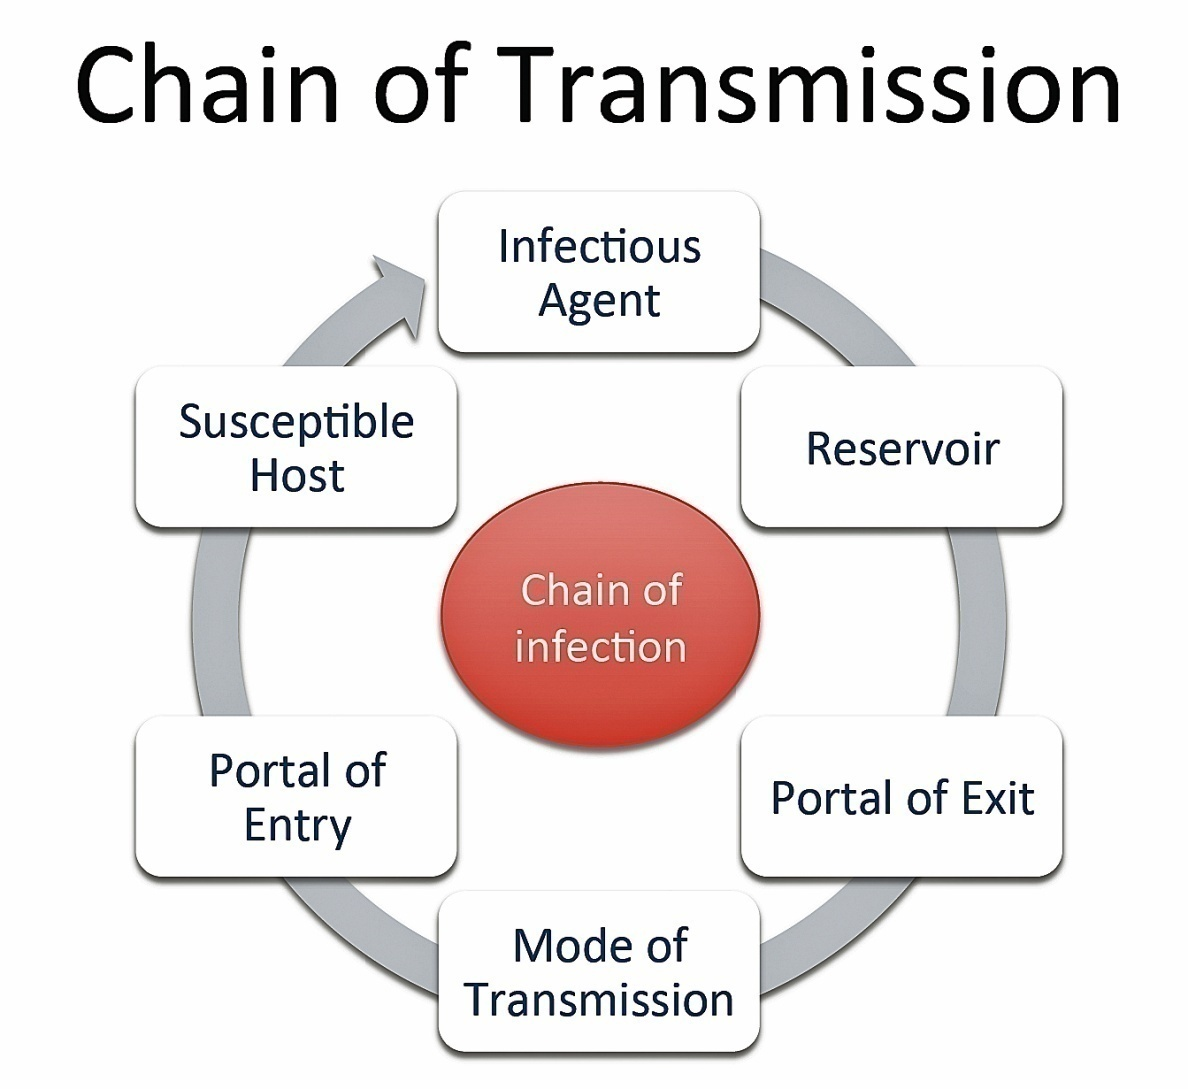 Chain of Transmission
Infectious
Agent
Reservoir
Portal of Exit
Mode of
Transmission
Portal of
Entry
Susceptible
Host
Chain of
infection